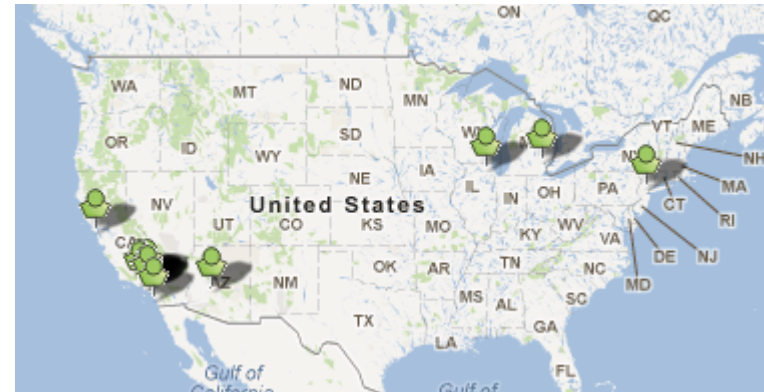 ON
QC
WA
MT
ND
MN
NB
VT
ME
OR
ID
SD
WI
NH
WY
IA
MA
NE
IL
IN
OH
PA
CT
RI
NV
UT
United States
CO
KS
MO
WV
KY
VA
NJ
CA
DE
OK
AR
TN
NC
MD
AZ
NM
MS
AL
SC
TX
GA
LA
FL
Gulf of
California
Gulf of